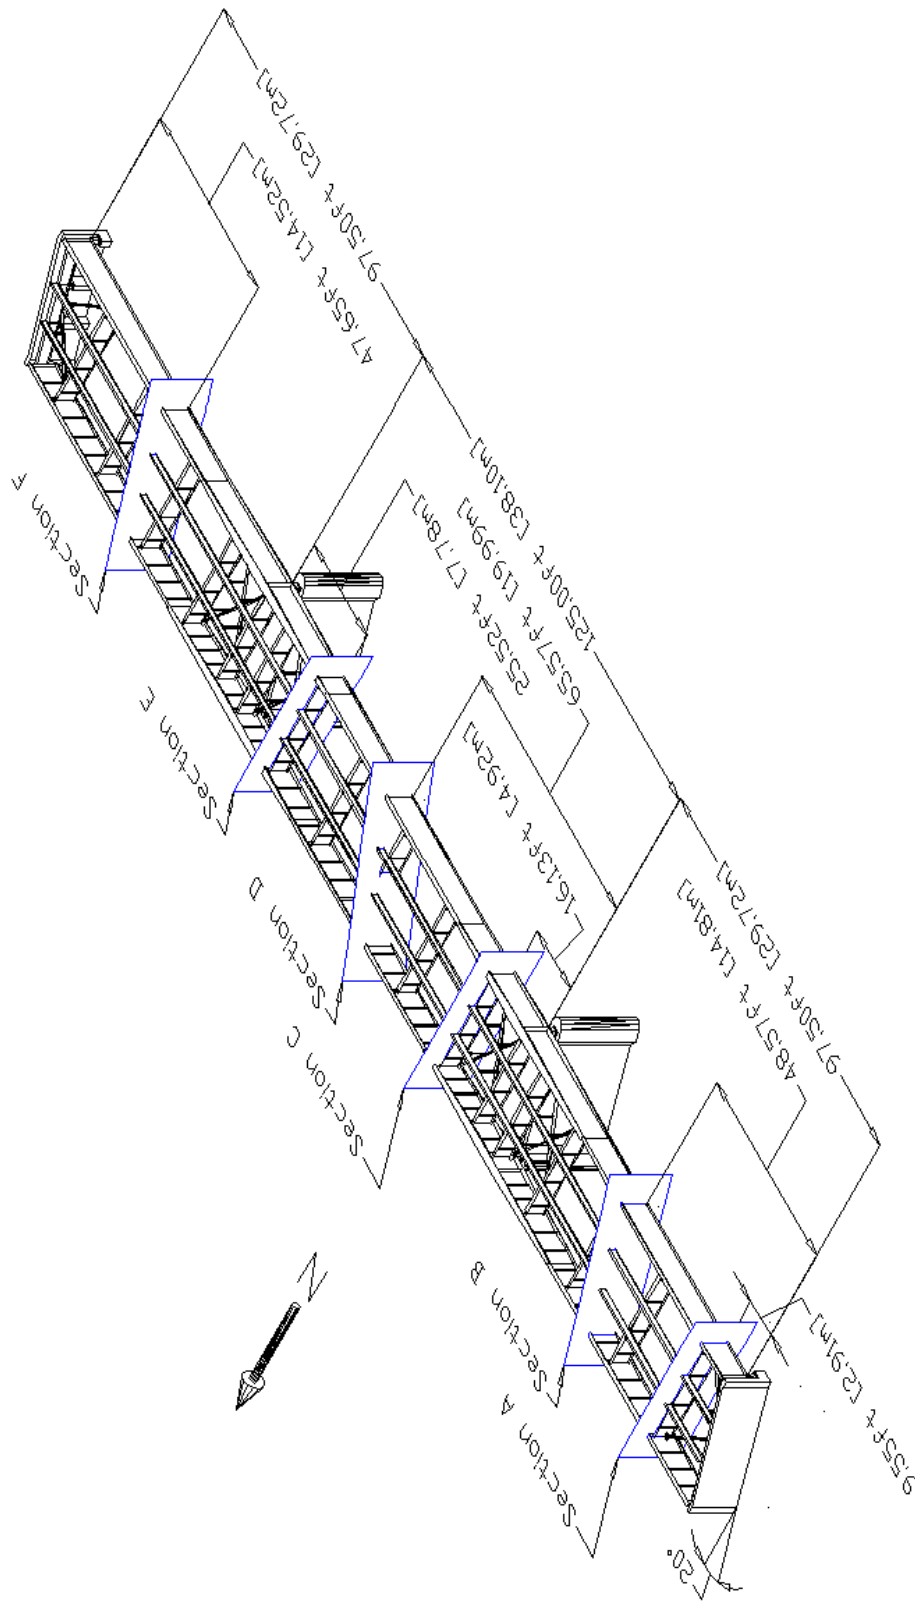 97.50ft [29.72m]
47.65ft [14.52m]
125.00ft [38.10m]
65.57ft [19.99m]
25.52ft [7.78m]
16.13ft [4.92m]
97.50ft [29.72m]
48.57ft [14.81m]
9.55ft [2.91m]
20°
Section F
Section E
Section D
Section C
Section B
Section A
N